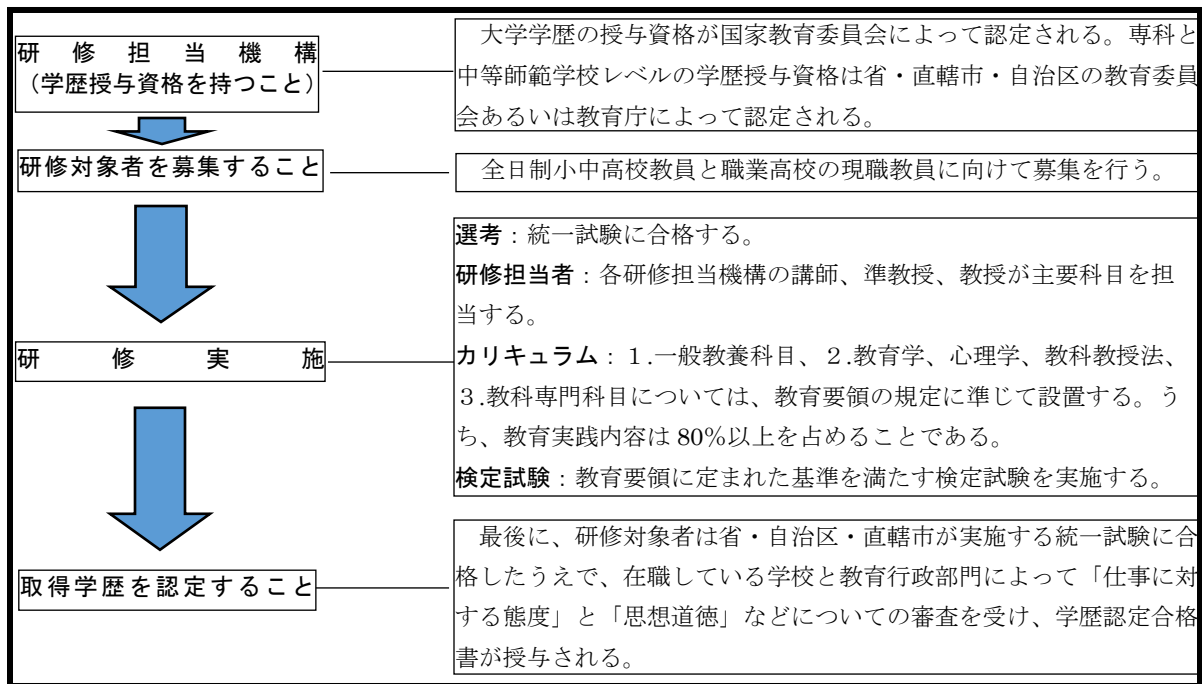 研修担当機構
（学歴授与資格を持つこと）
大学学歴の授与資格が国家教育委員会によって認定される。専科と
中等師範学校レベルの学歴授与資格は省・直轄市・自治区の教育委員
会あるいは教育庁によって認定される。
研修対象者を募集すること
全日制小中高校教員と職業高校の現職教員に向けて募集を行う。
研修実施
選考：統一試験に合格する。
研修担当者：各研修担当機構の講師、準教授、教授が主要科目を担
当する。
カリキュラム：１.一般教養科目、２.教育学、心理学、教科教授法、
３.教科専門科目については、教育要領の規定に準じて設置する。う
ち、教育実践内容は 80%以上を占めることである。
検定試験：教育要領に定まれた基準を満たす検定試験を実施する。
取得学歴を認定すること
最後に、研修対象者は省・自治区・直轄市が実施する統一試験に合
格したうえで、在職している学校と教育行政部門によって「仕事に対
する態度」と「思想道徳」などについての審査を受け、学歴認定合格
書が授与される。